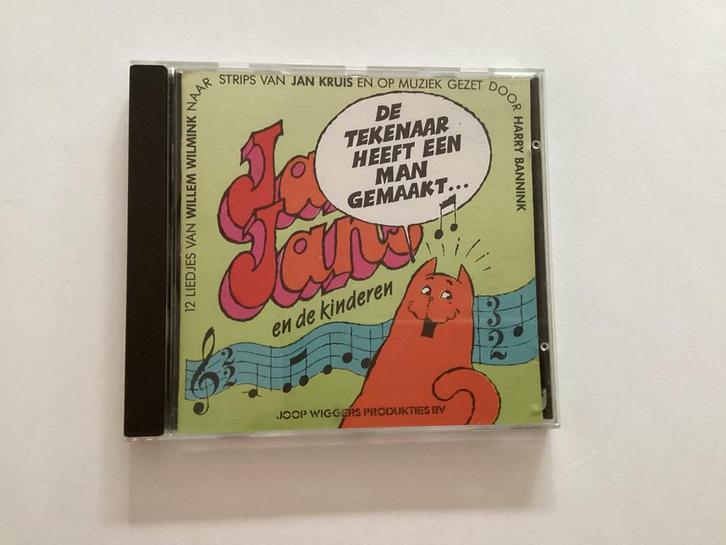 12 LIEDJES VAN WILLEM WILMINK NAAR STRIPS VAN JAN KRUIS EN OP MUZIEK GEZET DOOR HARRY BANNINK
DE
TEKENAAR
HEEFT EEN
MAN
GEMAAKT...
en de kinderen
JOOP WIGGERS PRODUKTIES BV